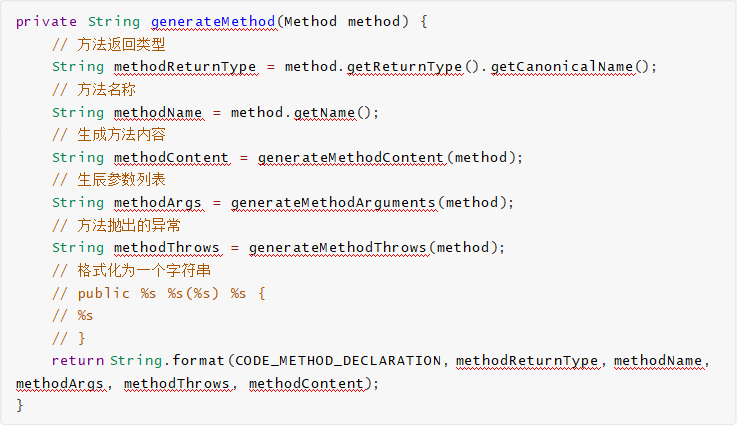 private String generateMethod(Method method) {
    // 方法返回类型
    String methodReturnType = method.getReturnType().getCanonicalName();
    // 方法名称
    String methodName = method.getName();
    // 生成方法内容
    String methodContent = generateMethodContent(method);
    // 生辰参数列表
    String methodArgs = generateMethodArguments(method);
    // 方法抛出的异常
    String methodThrows = generateMethodThrows(method);
    // 格式化为一个字符串
    // public %s %s(%s) %s {
    // %s
    // }
    return String.format(CODE_METHOD_DECLARATION, methodReturnType, methodName,
methodArgs, methodThrows, methodContent);
}